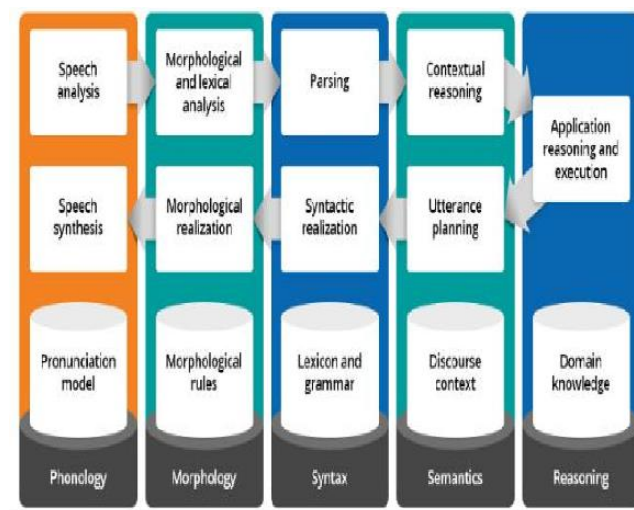 Speech
analysis
Morphological
and lexical
analysis
Parsing
Contextual
reasoning
Application
reasoning and
execution
Speech
synthesis
Morphological
realization
Syntactic
realization
Utterance
planning
Pronunciation
model
Morphological
rules
Lexicon and
grammar
Discourse
context
Domain
knowledge
Phonology
Morphology
Syntax
Semantics
Reasoning